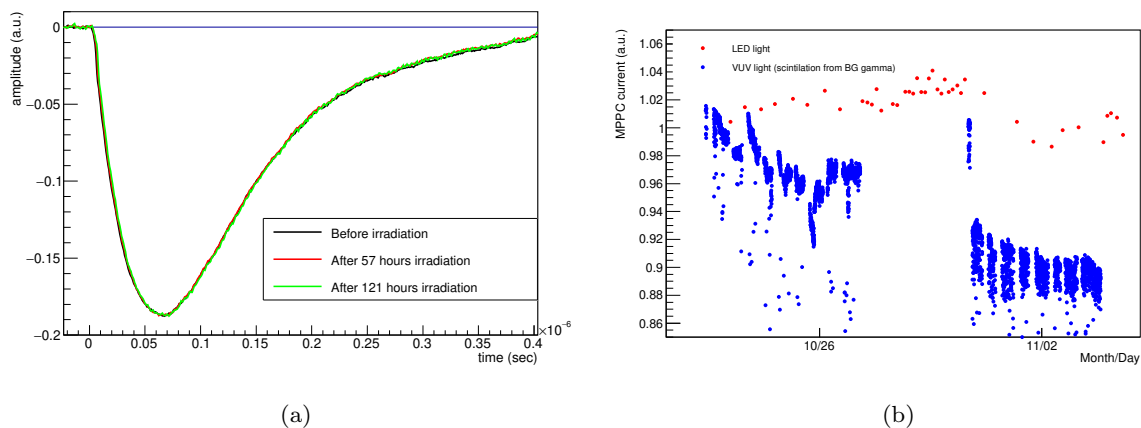 0
−0.05
−0.1
−0.15
−0.2
amplitude (a.u.)
Before irradiation
After 57 hours irradiation
After 121 hours irradiation
0 0.05 0.1 0.15 0.2 0.25 0.3 0.35 0.4
×10⁻⁶
time (sec)
(a)
1.06
1.04
1.02
1
0.98
0.96
0.94
0.92
0.9
0.88
0.86
MPPC current (a.u.)
LED light
VUV light (scintilation from BG gamma)
10/26 11/02
Month/Day
(b)